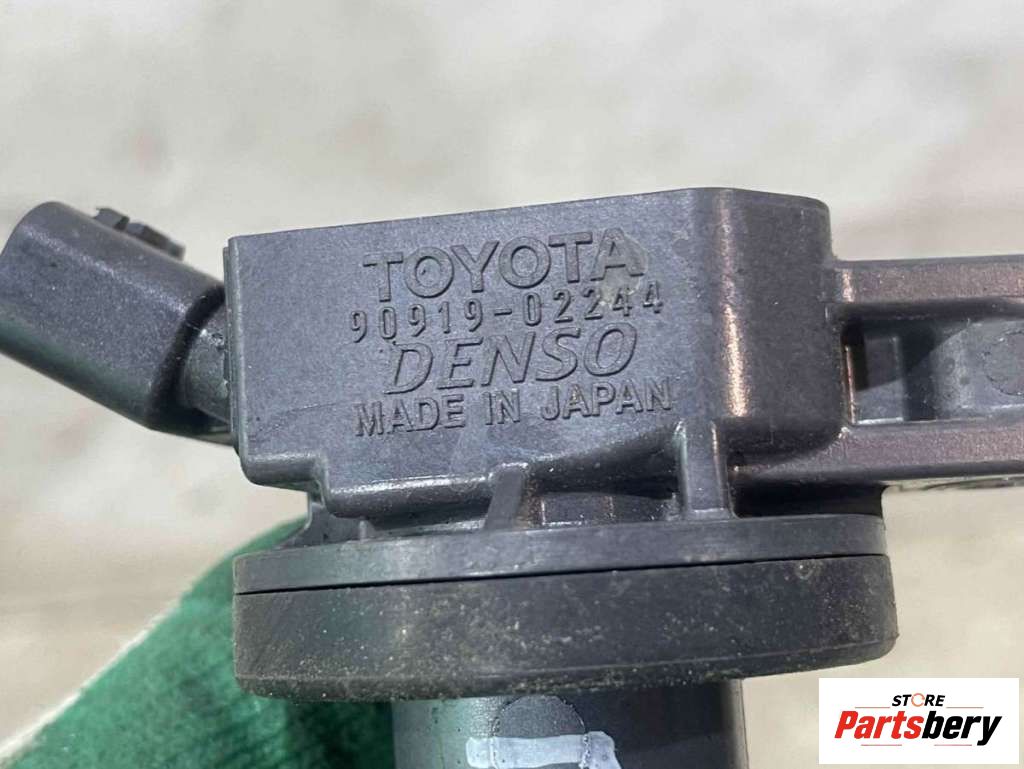 TOYOTA
90919-02244
DENSO
MADE IN JAPAN
STORE
Partsbery